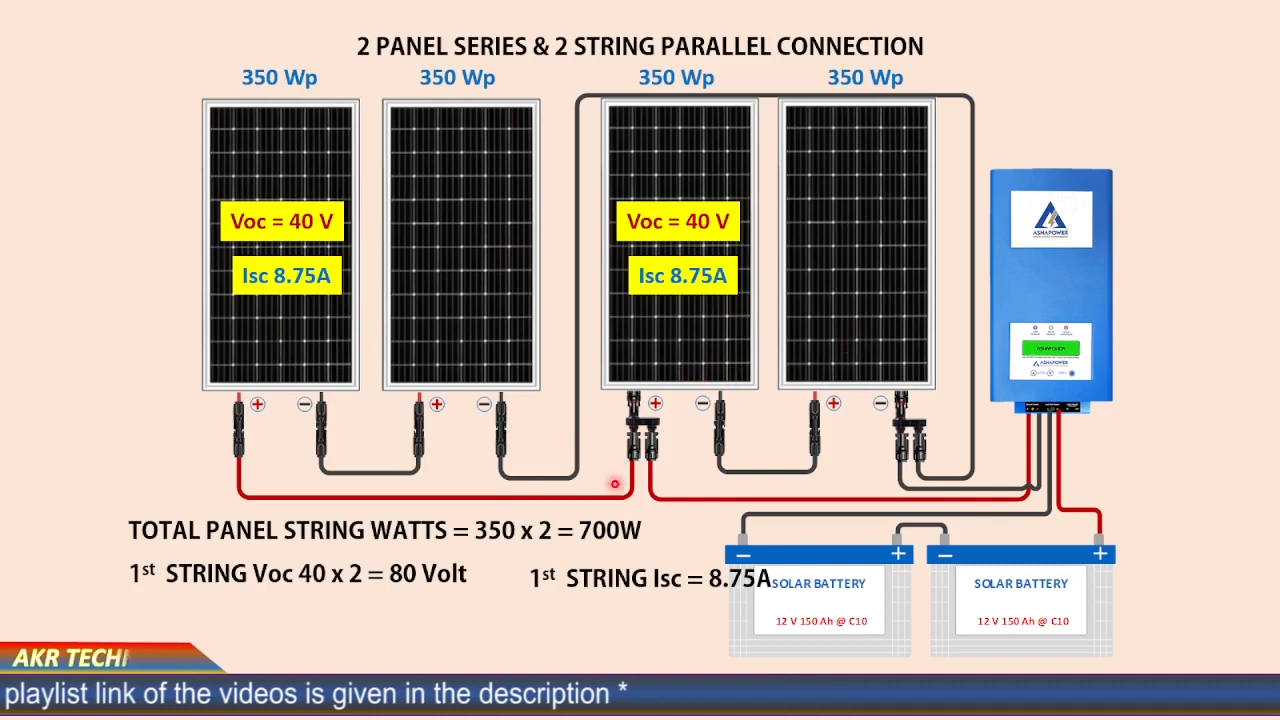 2 PANEL SERIES & 2 STRING PARALLEL CONNECTION
350 Wp 350 Wp 350 Wp 350 Wp
Voc = 40 V Voc = 40 V
Isc 8.75A Isc 8.75A
ASHAPOWER
ASHAPOWER
ASHAPOWER
+ − + − + − + −
TOTAL PANEL STRING WATTS = 350 x 2 = 700W
1st STRING Voc 40 x 2 = 80 Volt
1st STRING Isc = 8.75A
− + − +
SOLAR BATTERY SOLAR BATTERY
12 V 150 Ah @ C10 12 V 150 Ah @ C10
AKR TECH
playlist link of the videos is given in the description *